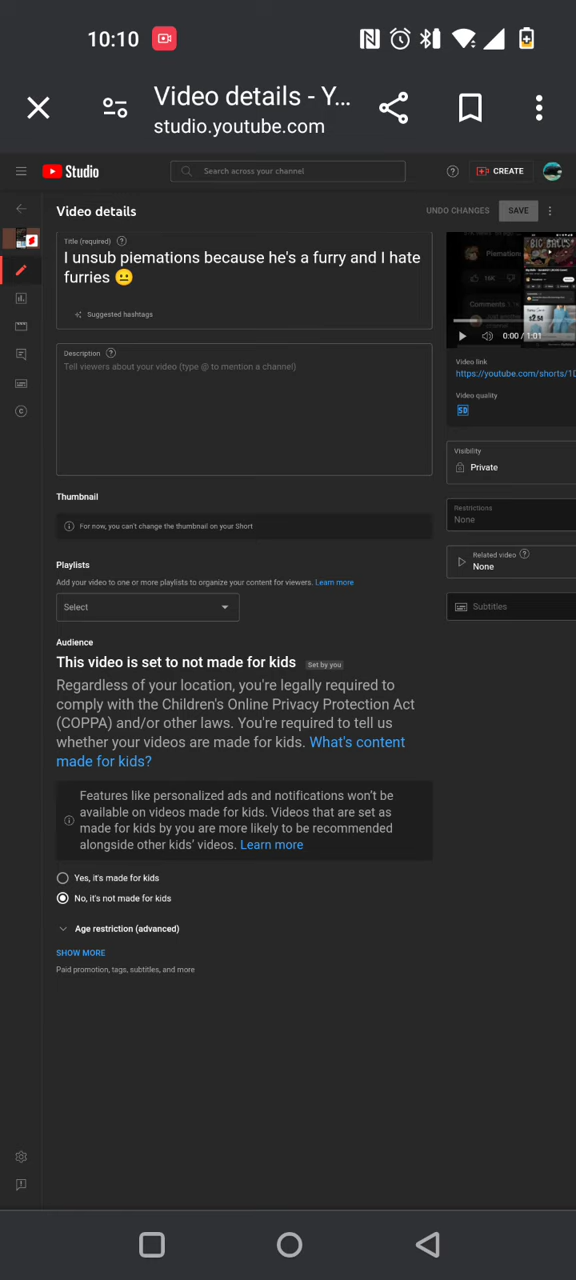 10:10
Video details - Y...
studio.youtube.com
Studio
Search across your channel
CREATE
Video details
UNDO CHANGES
SAVE
Title (required)
I unsub piemations because he's a furry and I hate
furries 😐
Suggested hashtags
Description
Tell viewers about your video (type @ to mention a channel)
BIG BALLS
Piemations
16K
Comments
0:00 / 1:01
Video link
https://youtube.com/shorts/1D
Video quality
SD
Visibility
Private
Restrictions
None
Related video
None
Subtitles
Thumbnail
For now, you can't change the thumbnail on your Short
Playlists
Add your video to one or more playlists to organize your content for viewers. Learn more
Select
Audience
This video is set to not made for kids Set by you
Regardless of your location, you're legally required to
comply with the Children's Online Privacy Protection Act
(COPPA) and/or other laws. You're required to tell us
whether your videos are made for kids. What's content
made for kids?
Features like personalized ads and notifications won't be
available on videos made for kids. Videos that are set as
made for kids by you are more likely to be recommended
alongside other kids' videos. Learn more
Yes, it's made for kids
No, it's not made for kids
Age restriction (advanced)
SHOW MORE
Paid promotion, tags, subtitles, and more